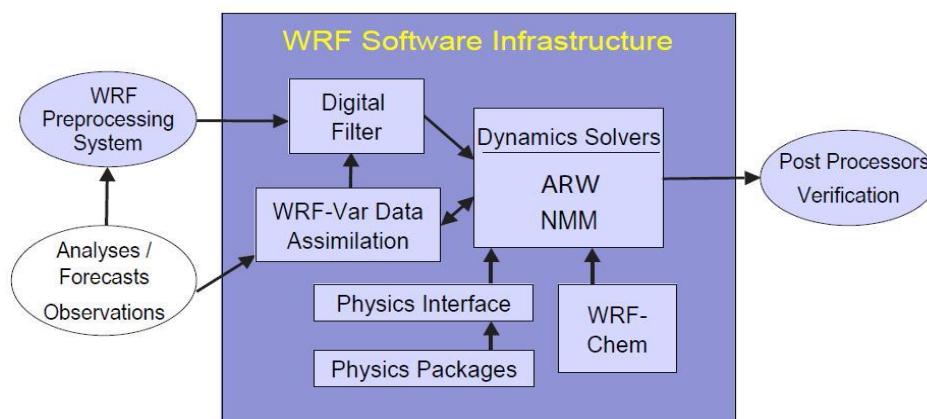 WRF Software Infrastructure
WRF
Preprocessing
System
Digital
Filter
Dynamics Solvers
ARW
NMM
Post Processors
Verification
WRF-Var Data
Assimilation
Analyses /
Forecasts
Observations
Physics Interface
WRF-
Chem
Physics Packages